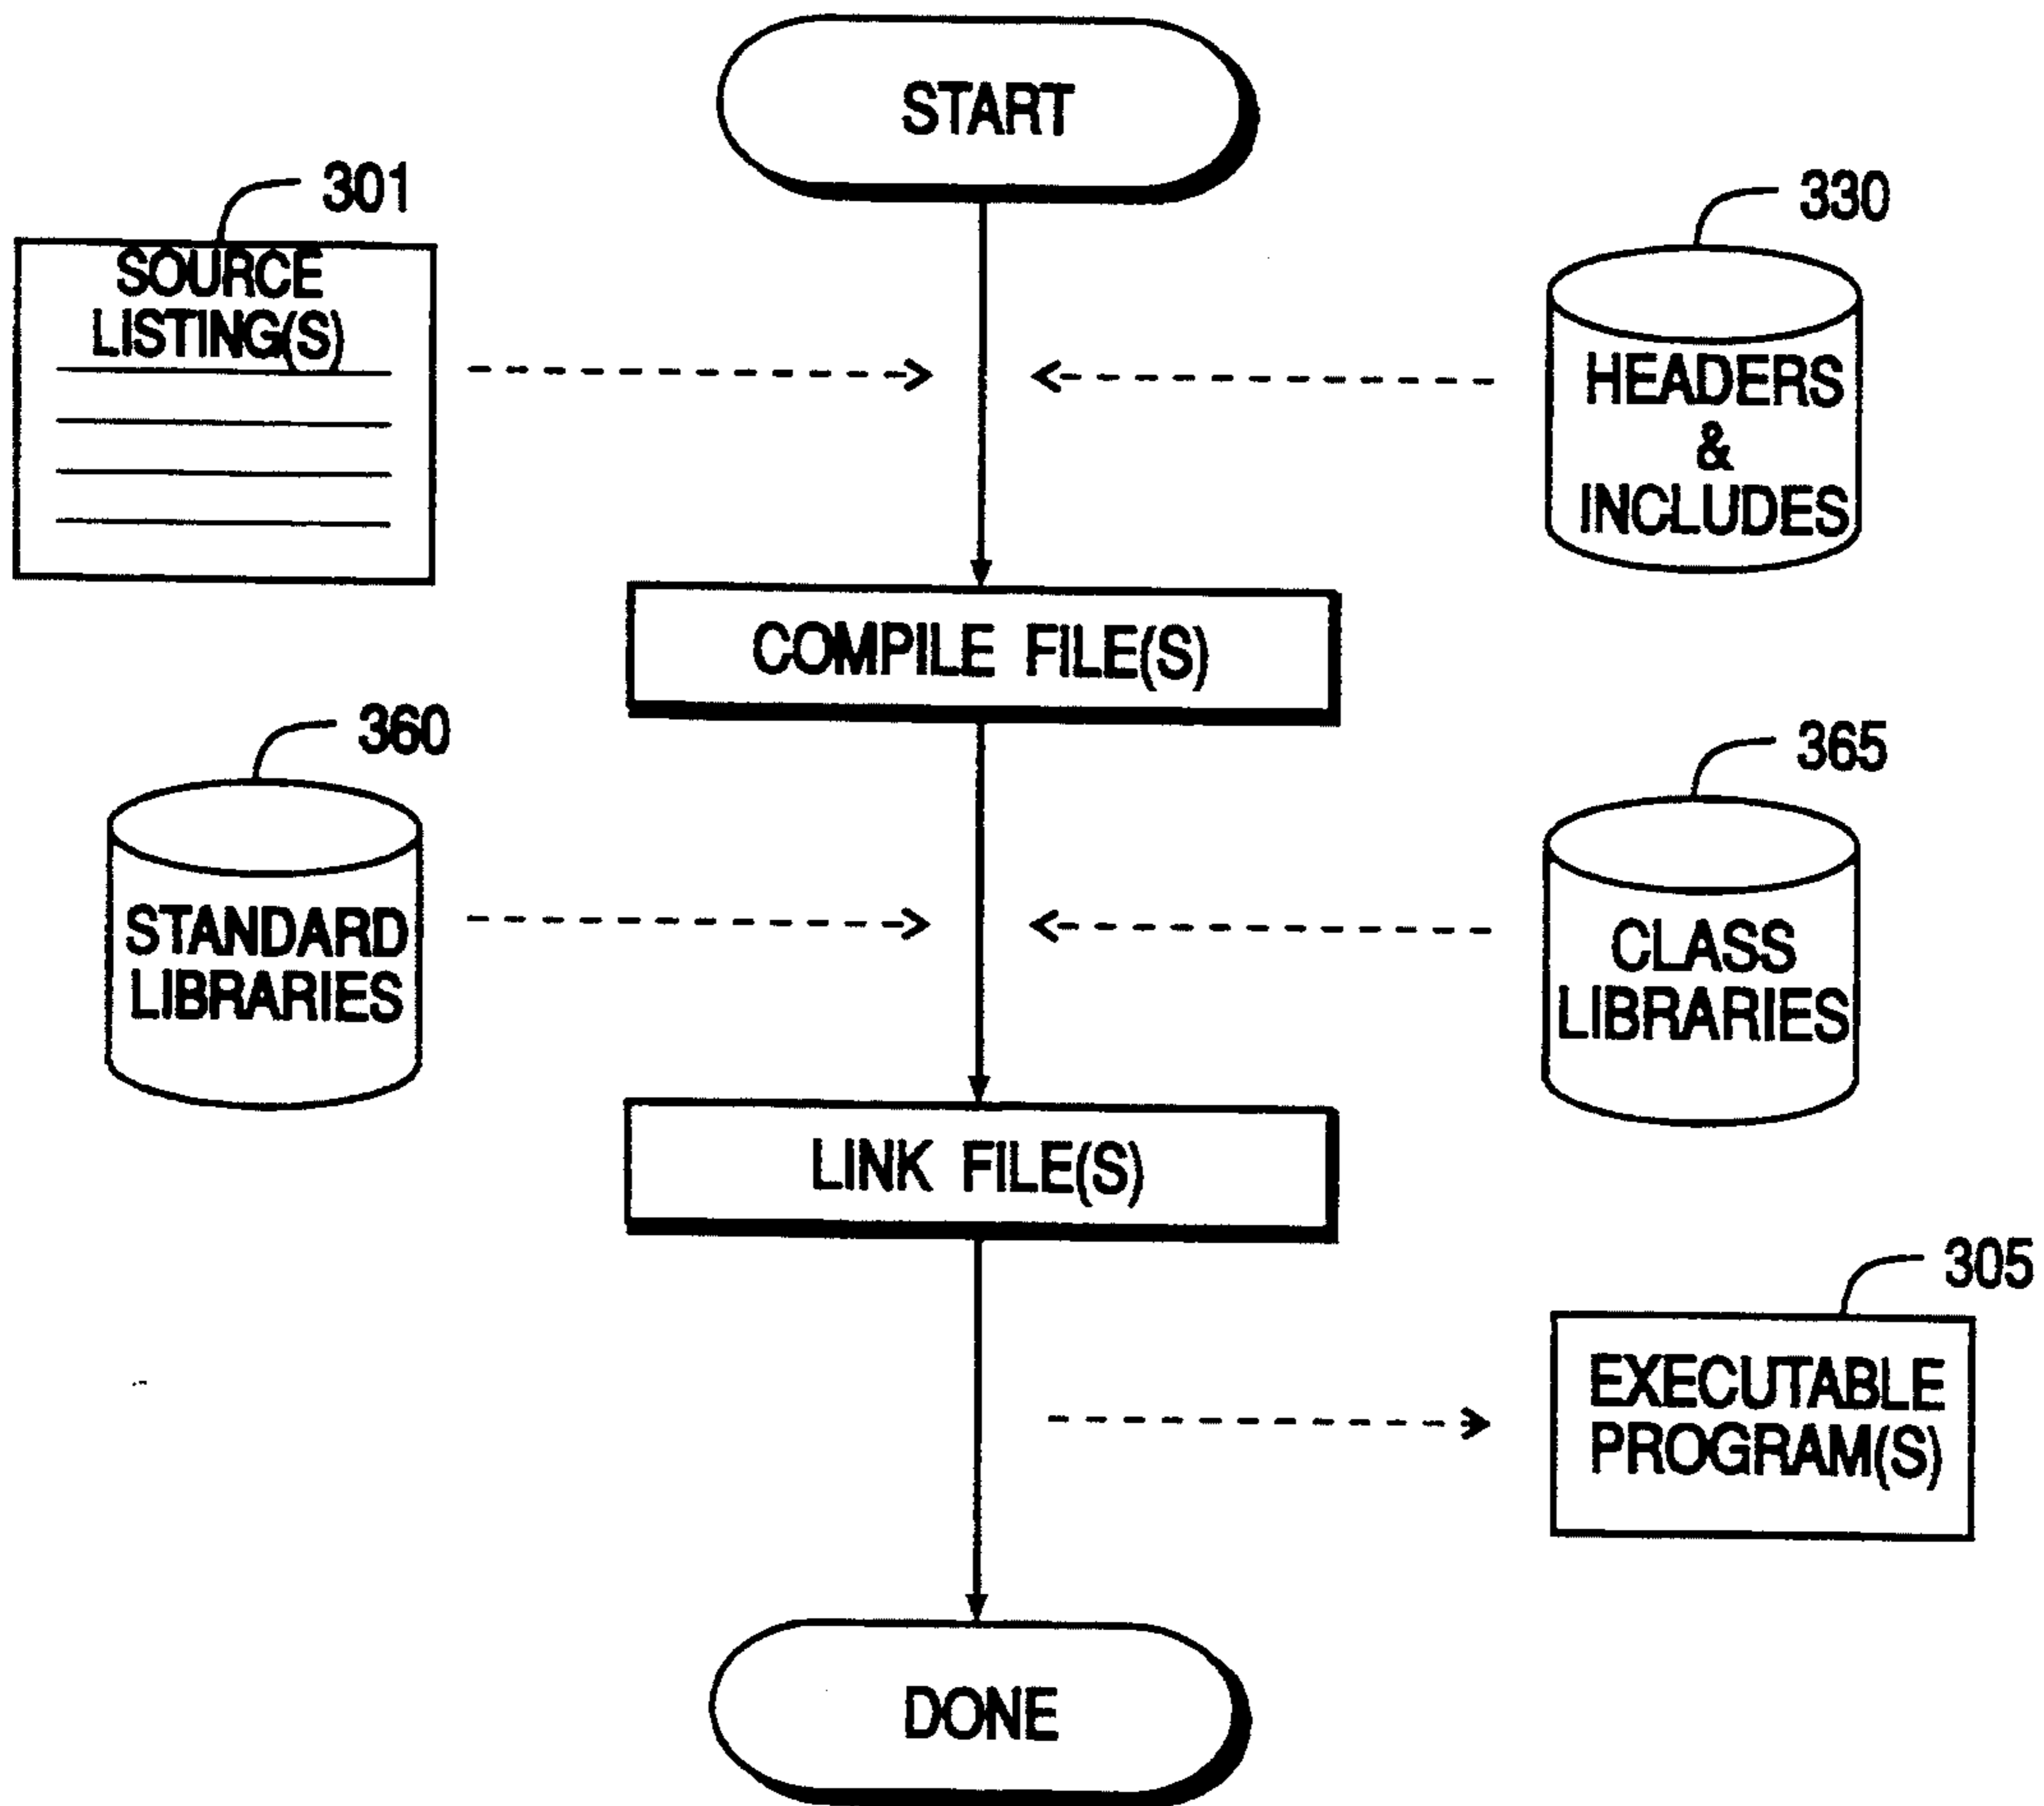 START
301
SOURCE
LISTING(S)
330
HEADERS
&
INCLUDES
COMPILE FILE(S)
360
STANDARD
LIBRARIES
365
CLASS
LIBRARIES
LINK FILE(S)
305
EXECUTABLE
PROGRAM(S)
DONE